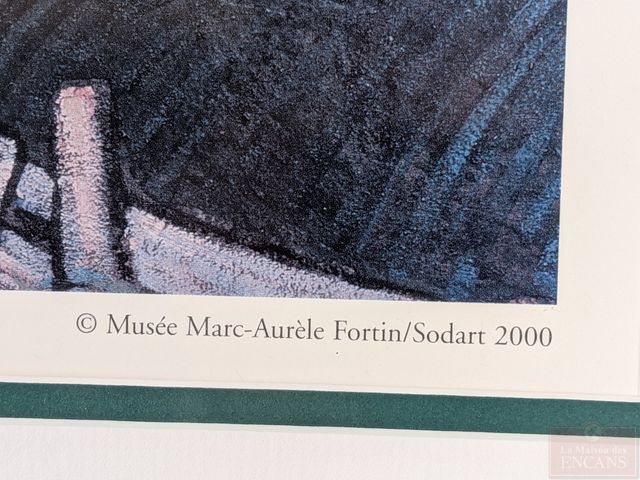 © Musée Marc-Aurèle Fortin/Sodart 2000
La Maison des
ENCANS